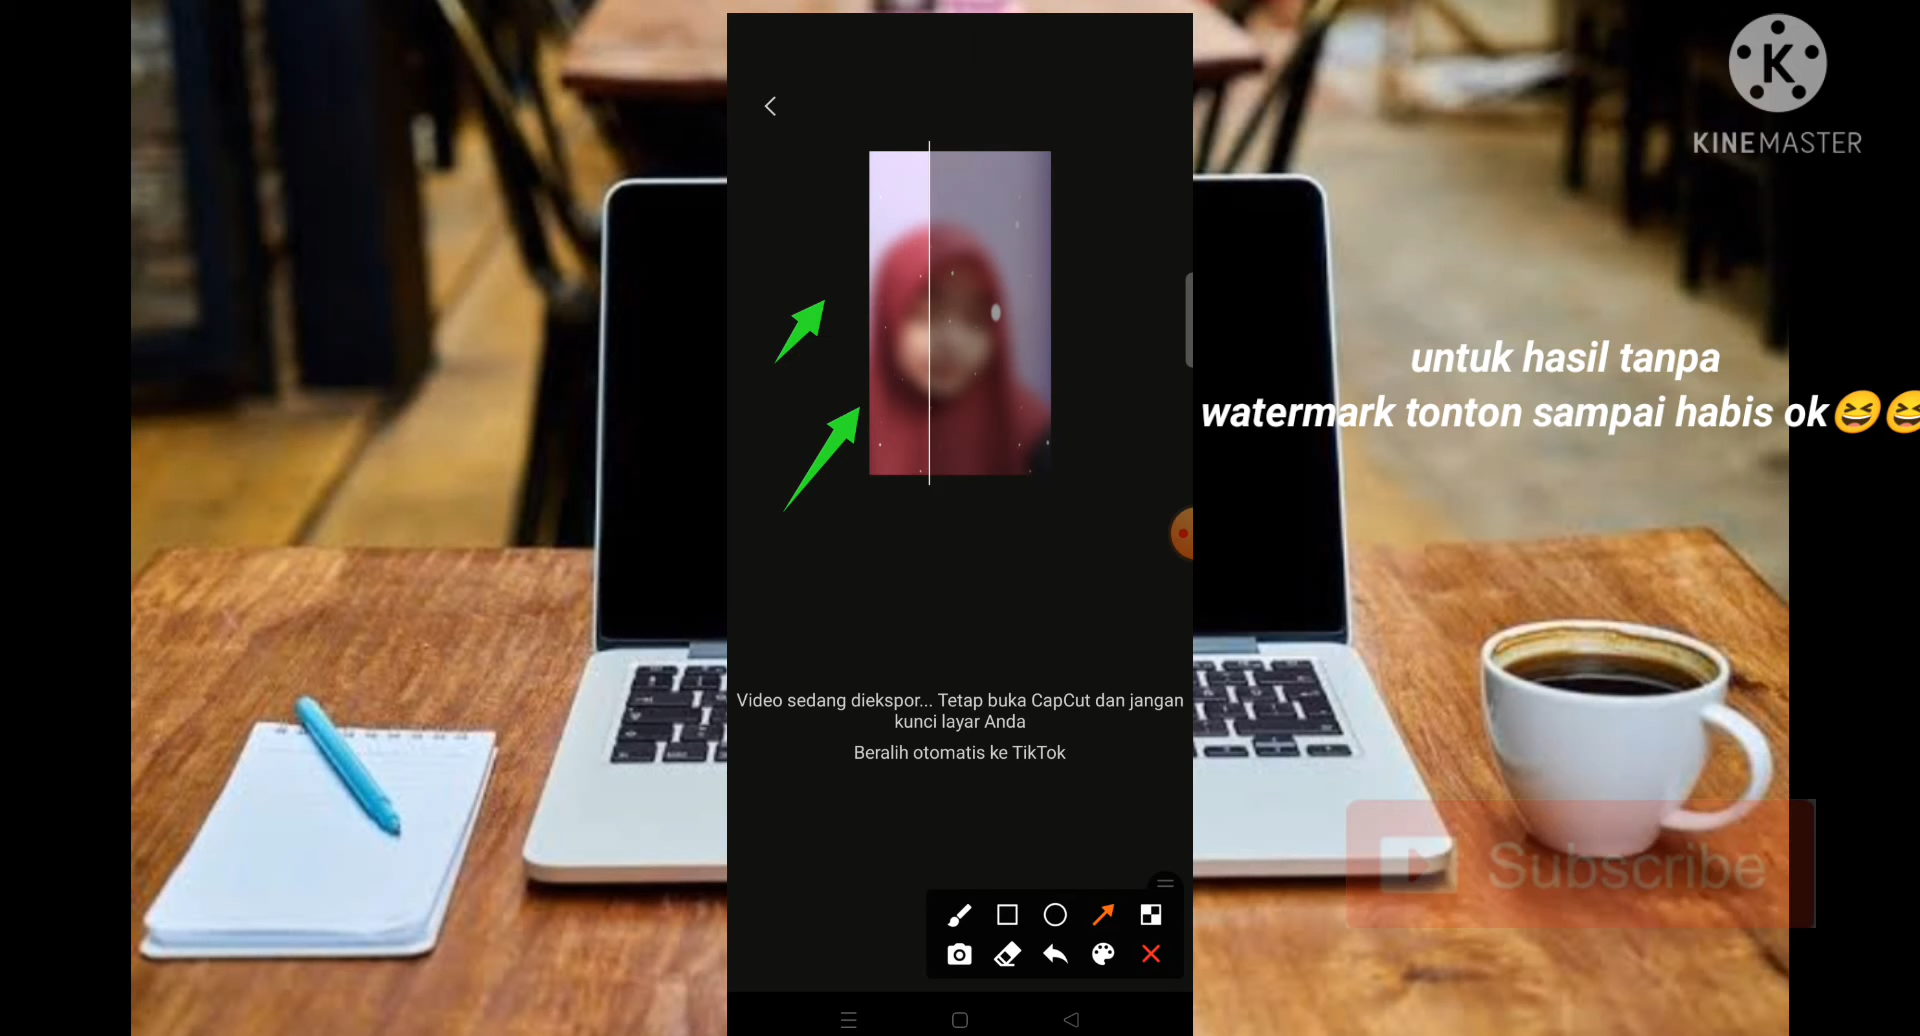 KINEMASTER
untuk hasil tanpa
watermark tonton sampai habis ok😆😆
Video sedang diekspor... Tetap buka CapCut dan jangan
kunci layar Anda
Beralih otomatis ke TikTok
Subscribe